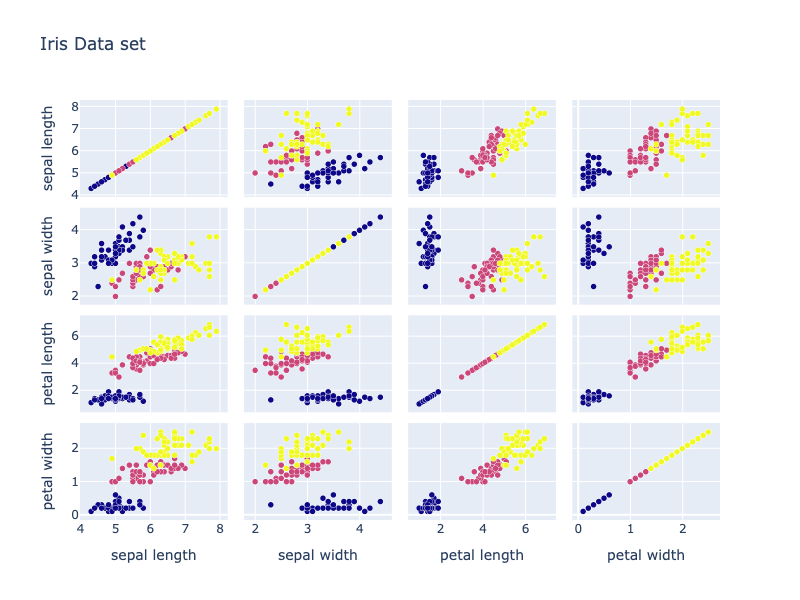 Iris Data set
sepal length
8
7
6
5
4
sepal width
4
3
2
petal length
6
4
2
petal width
2
1
0
4 5 6 7 8 2 3 4 2 4 6 0 1 2
sepal length sepal width petal length petal width